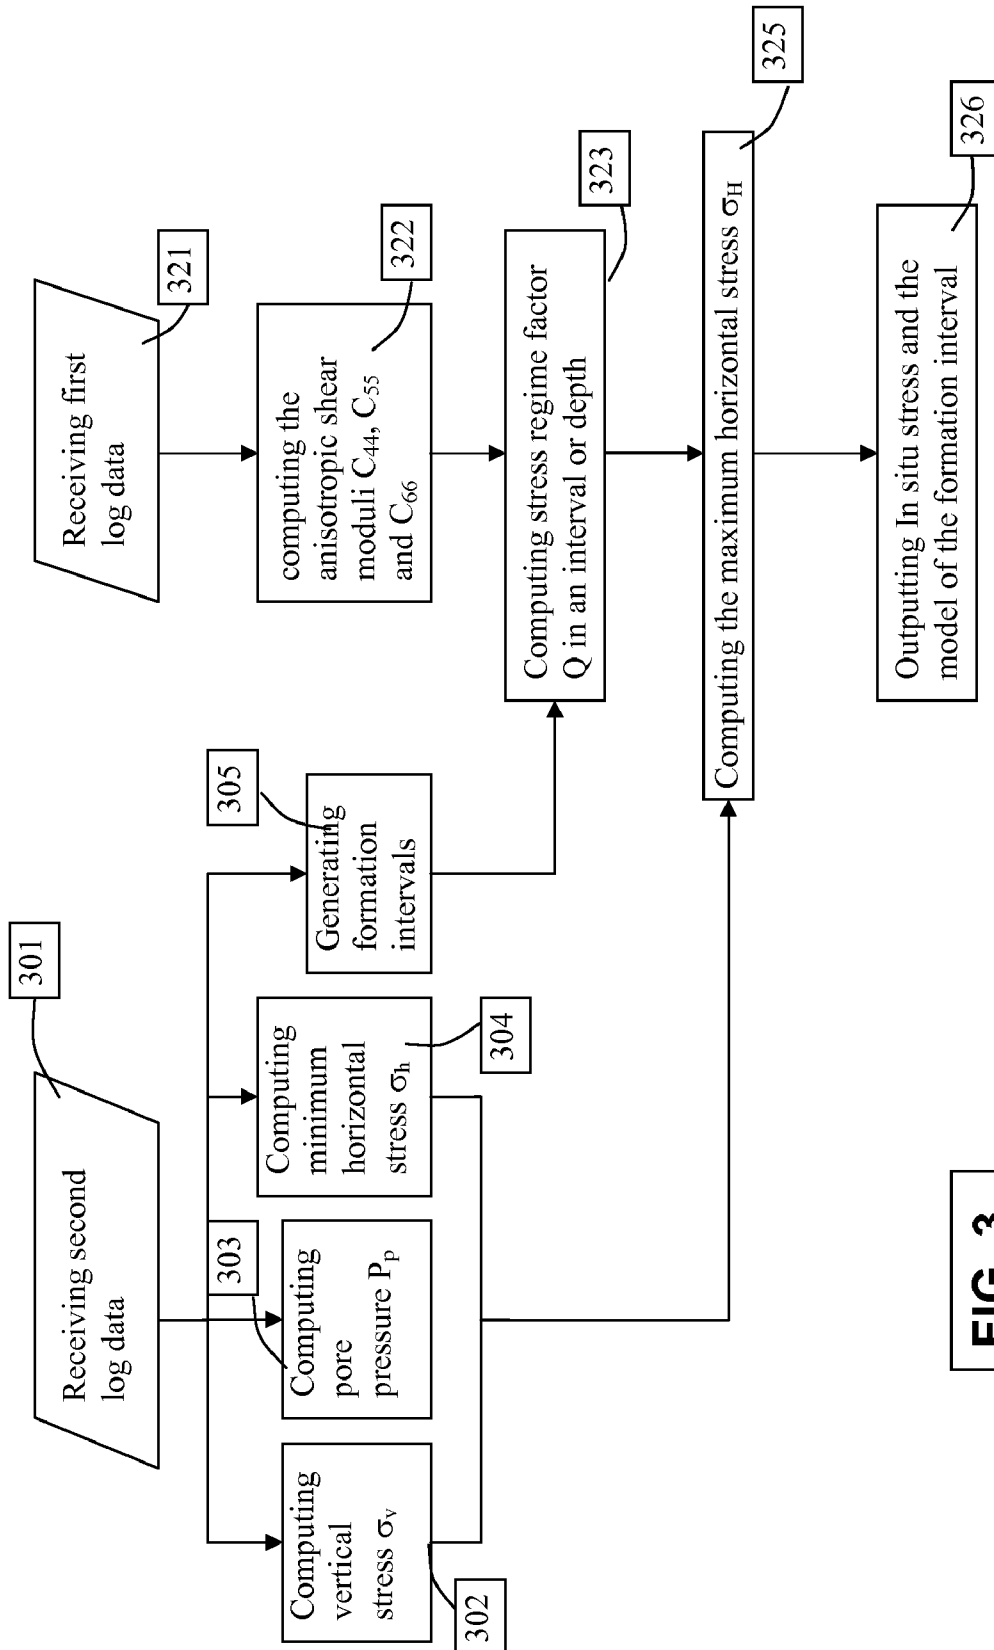 301
Receiving second
log data
321
Receiving first
log data
302
Computing
vertical
stress σv
303
Computing
pore
pressure Pp
304
Computing
minimum
horizontal
stress σh
305
Generating
formation
intervals
322
computing the
anisotropic shear
moduli C44, C55
and C66
323
Computing stress regime factor
Q in an interval or depth
325
Computing the maximum horizontal stress σH
326
Outputting In situ stress and the
model of the formation interval
FIG. 3